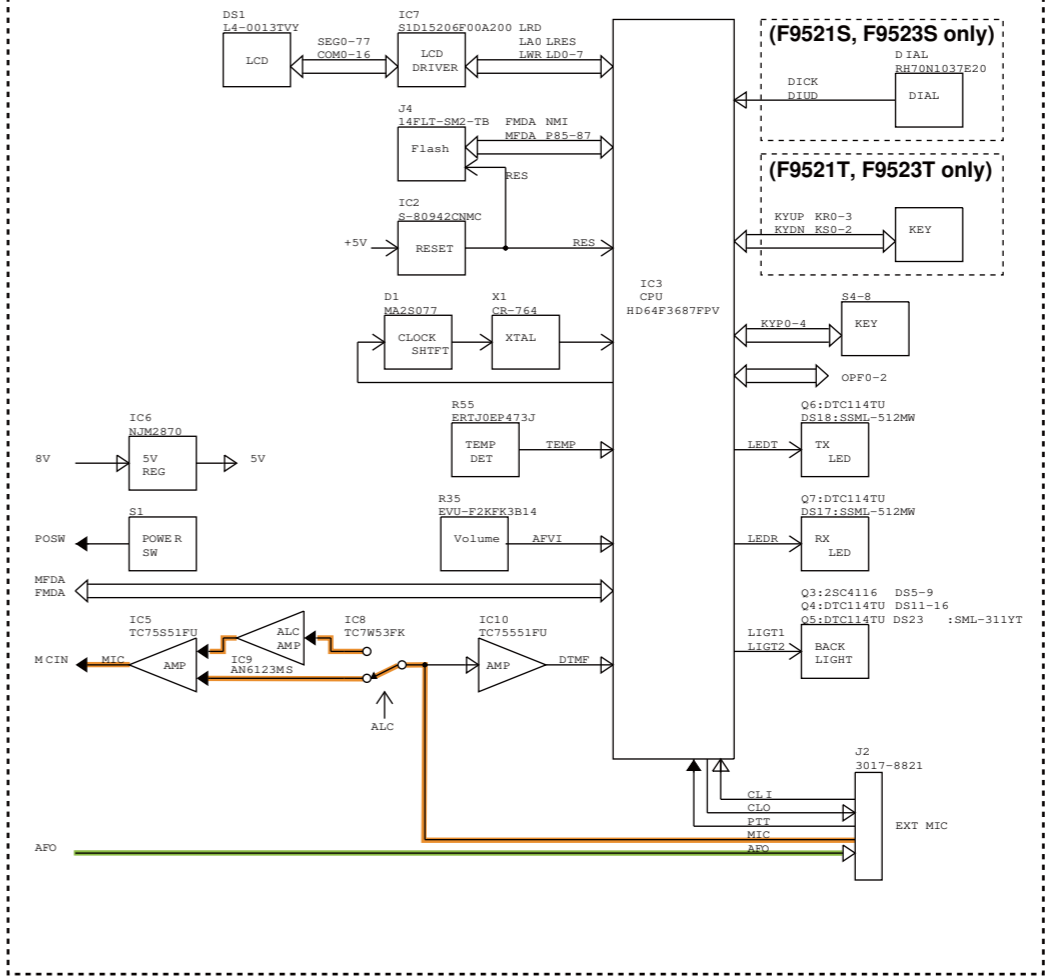 DS1
L4-0013TVY
LCD
SEG0-77
COM0-16
IC7
S1D15206F00A200 LRD
LCD
DRIVER
LA0 LRES
LWR LD0-7
J4
14FLT-SM2-TB
Flash
FMDA NMI
MFDA P85-87
RES
IC2
S-80942CNMC
+5V
RESET
RES
D1
MA2S077
CLOCK
SHTFT
X1
CR-764
XTAL
IC3
CPU
HD64F3687FPV
(F9521S, F9523S only)
DIAL
RH70N1037E20
DICK
DIUD
DIAL
(F9521T, F9523T only)
KYUP KR0-3
KYDN KS0-2
KEY
S4-8
KYP0-4
KEY
OPF0-2
R55
ERTJ0EP473J
TEMP
DET
TEMP
Q6:DTC114TU
DS18:SSML-512MW
LEDT
TX
LED
IC6
NJM2870
8V
5V
REG
5V
R35
EVU-F2KFK3B14
Volume
AFVI
Q7:DTC114TU
DS17:SSML-512MW
LEDR
RX
LED
S1
POSW
POWER
SW
MFDA
FMDA
Q3:2SC4116 DS5-9
Q4:DTC114TU DS11-16
Q5:DTC114TU DS23 :SML-311YT
LIGT1
LIGT2
BACK
LIGHT
IC5
TC75S51FU
MCIN
MIC
AMP
ALC
AMP
IC9
AN6123MS
IC8
TC7W53FK
ALC
IC10
TC75551FU
AMP
DTMF
J2
3017-8821
CLI
CLO
PTT
MIC
AFO
EXT MIC
AFO